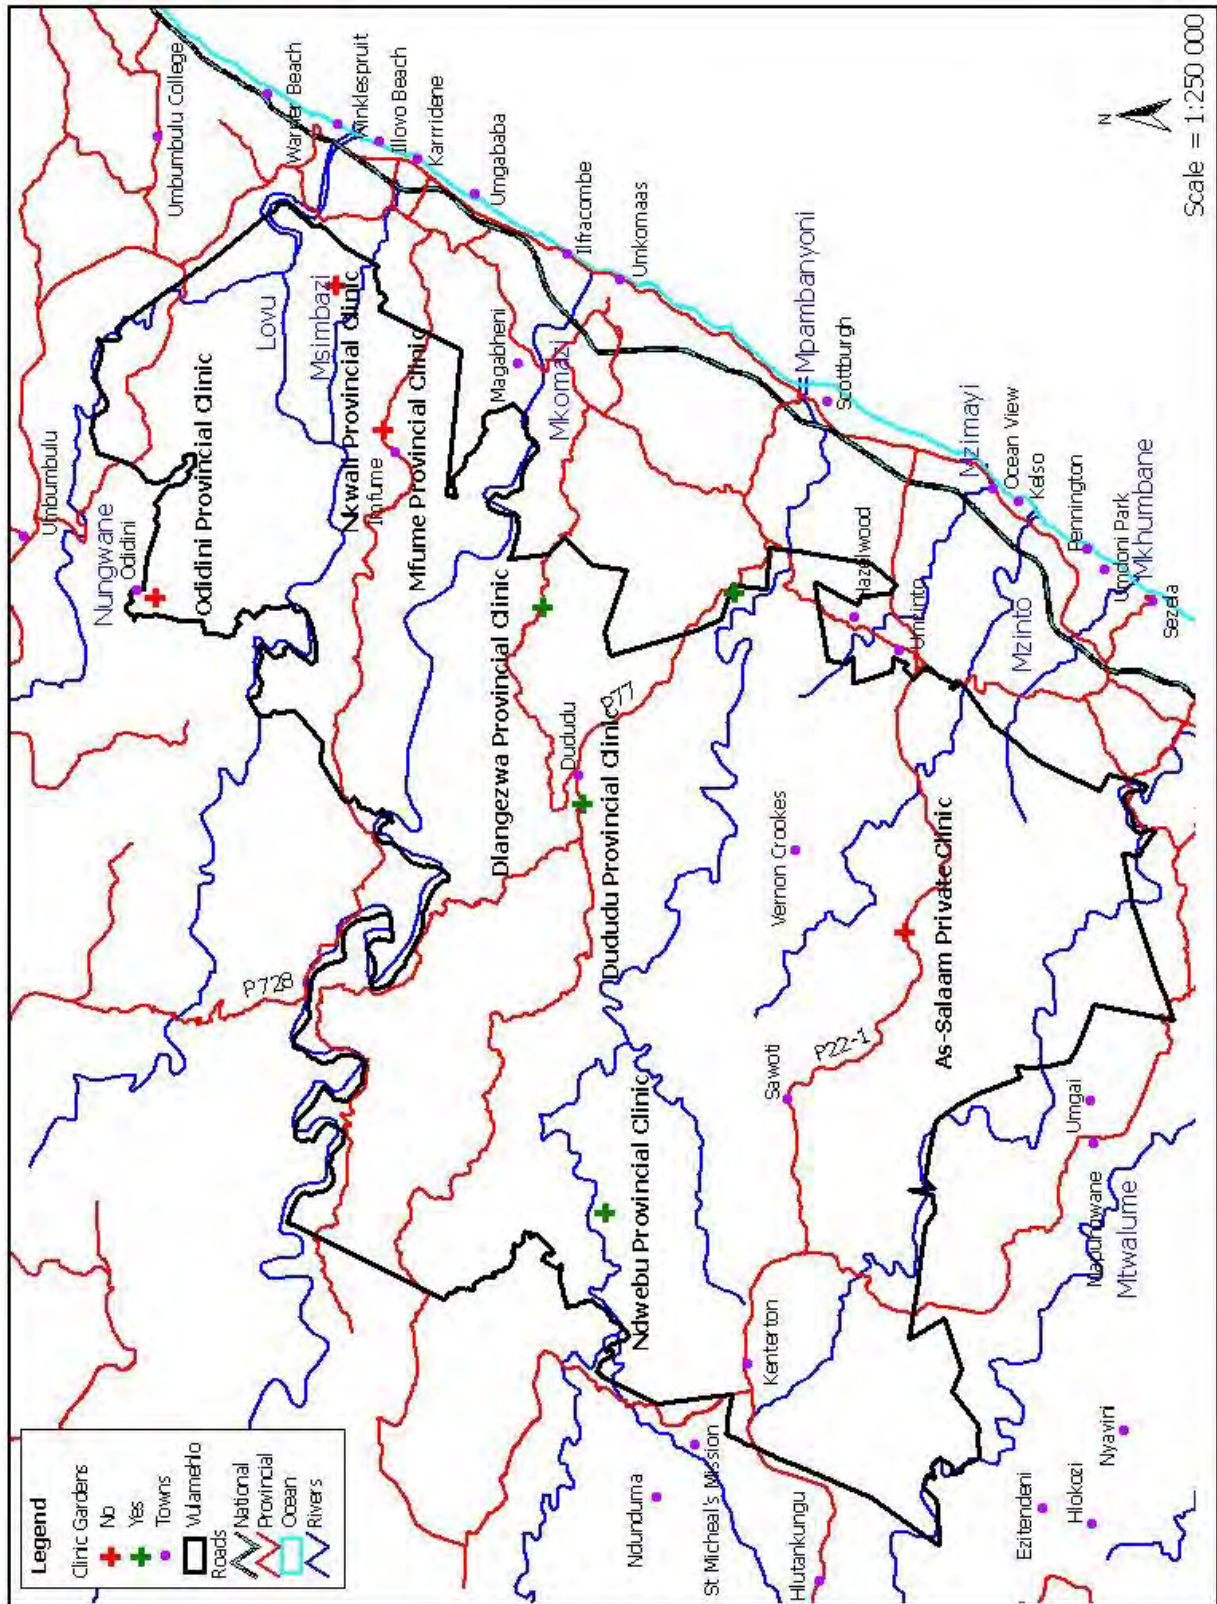 Legend
Clinic Gardens
No
Yes
Towns
Vulamehlo
Roads
National
Provincial
Ocean
Rivers
Umbumbulu College
Warner Beach
Winklespruit
Illovo Beach
Karridene
Umgababa
Ilfracombe
Umkomaas
Scottburgh
Ocean View
Kelso
Pennington
Umdoni Park
Sezela
Umbumbulu
Odidini
Nungwane
Odidini Provincial Clinic
Lovu
Msimbazi
Nkwali Provincial Clinic
Imfume
Mfume Provincial Clinic
Magabheni
Mkomazi
Mpambanyoni
Mzimayi
Mzinto
Mkhumbane
Hazelwood
Umzinto
Dlangezwa Provincial Clinic
Dududu
P77
Dududu Provincial Clinic
Vernon Crookes
As-Salaam Private Clinic
P728
P22-1
Sawoti
Ndwebu Provincial Clinic
Kenterton
Umgai
Mapumgwane
Mtwalume
Ndunduma
St Micheal's Mission
Hlutankungu
Ezitendeni
Hlokozi
Nyavini
N
Scale = 1:250 000